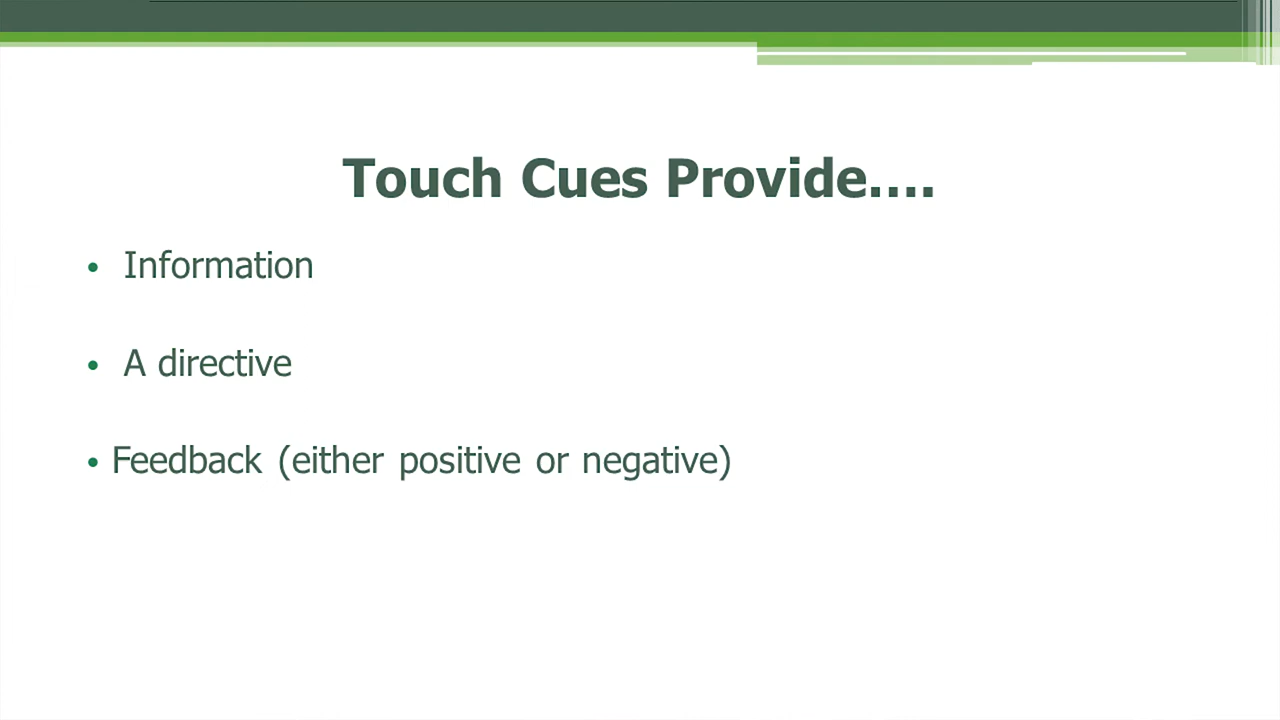 Touch Cues Provide....
• Information
• A directive
• Feedback (either positive or negative)